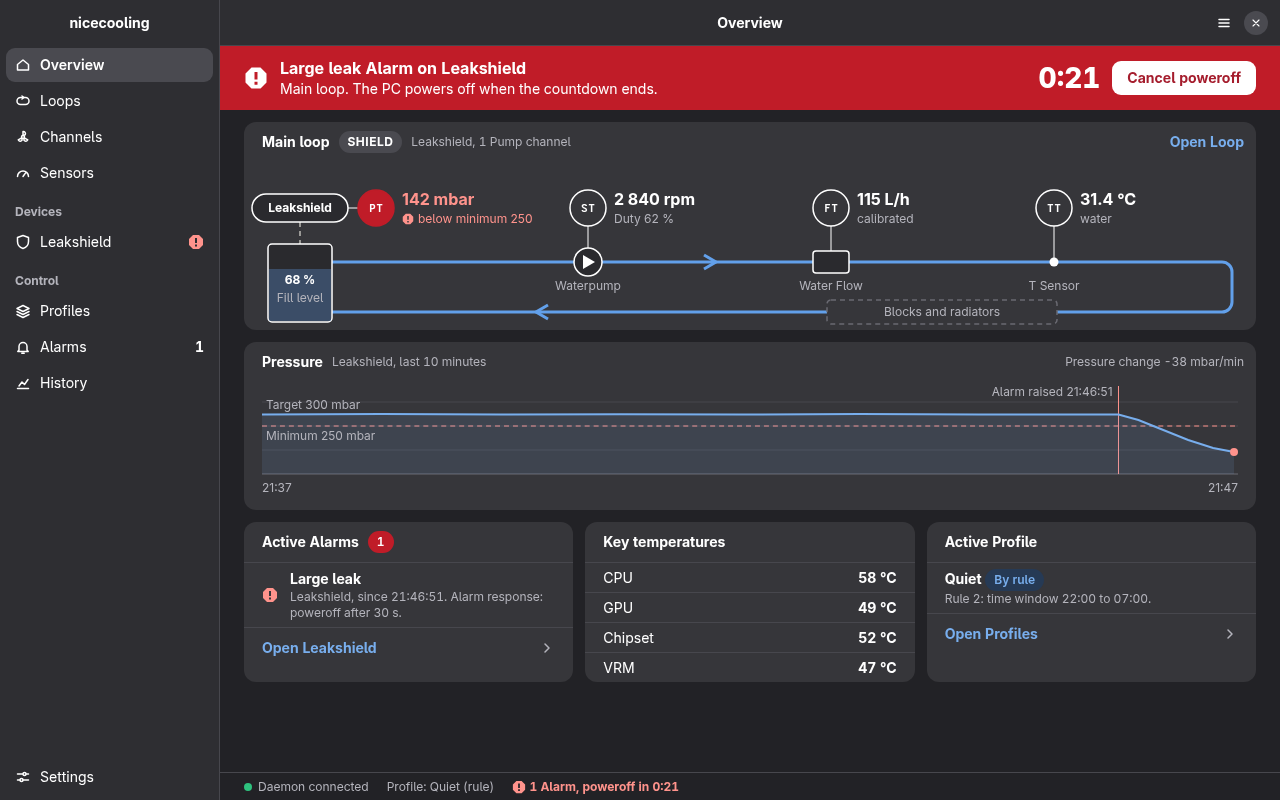 nicecooling
Overview
Overview
Loops
Channels
Sensors
Devices
Leakshield
Control
Profiles
Alarms 1
History
Settings
Large leak Alarm on Leakshield
Main loop. The PC powers off when the countdown ends.
0:21
Cancel poweroff
Main loop SHIELD Leakshield, 1 Pump channel
Open Loop
Leakshield
PT
142 mbar
below minimum 250
ST
2 840 rpm
Duty 62 %
FT
115 L/h
calibrated
TT
31.4 °C
water
68 %
Fill level
Waterpump
Water Flow
T Sensor
Blocks and radiators
Pressure Leakshield, last 10 minutes
Pressure change -38 mbar/min
Alarm raised 21:46:51
Target 300 mbar
Minimum 250 mbar
21:37
21:47
Active Alarms 1
Large leak
Leakshield, since 21:46:51. Alarm response:
poweroff after 30 s.
Open Leakshield
Key temperatures
CPU 58 °C
GPU 49 °C
Chipset 52 °C
VRM 47 °C
Active Profile
Quiet By rule
Rule 2: time window 22:00 to 07:00.
Open Profiles
Daemon connected
Profile: Quiet (rule)
1 Alarm, poweroff in 0:21